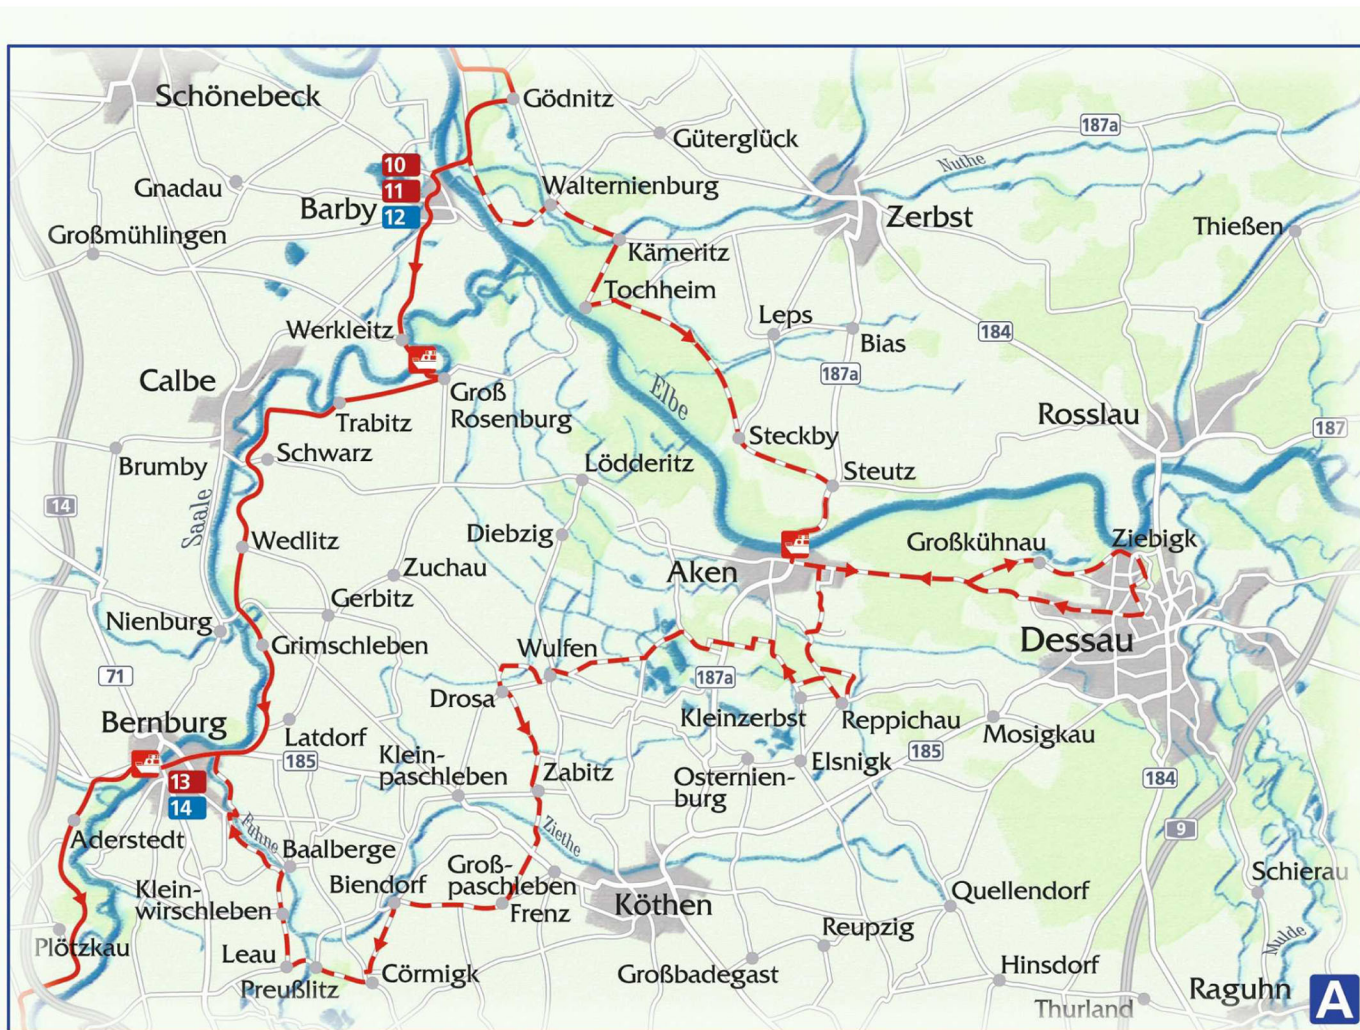 Schönebeck
Gödnitz
187a
Güterglück
Nuthe
10
11
12
Gnadau
Barby
Walternienburg
Zerbst
Thießen
Großmühlingen
Kämeritz
Tochheim
Leps
Bias
184
Werkleitz
187a
Calbe
Elbe
Groß
Rosenburg
Trabitz
Rosslau
187
Steckby
Schwarz
Brumby
Lödderitz
Steutz
14
Saale
Diebzig
Wedlitz
Großkühnau
Ziebigk
Zuchau
Aken
Gerbitz
Nienburg
Grimschleben
Dessau
Wulfen
71
187a
Drosa
Kleinzerbst
Reppichau
Bernburg
Latdorf
Mosigkau
185
185
Klein-
paschleben
Zabitz
Osternien-
burg
Elsnigk
184
13
14
Fuhne
Ziethe
9
Aderstedt
Baalberge
Groß-
paschleben
Schierau
Klein-
wirschleben
Biendorf
Frenz
Köthen
Quellendorf
Plötzkau
Reupzig
Mulde
Leau
Preußlitz
Cörmigk
Großbadegast
Hinsdorf
Thurland
Raguhn
A